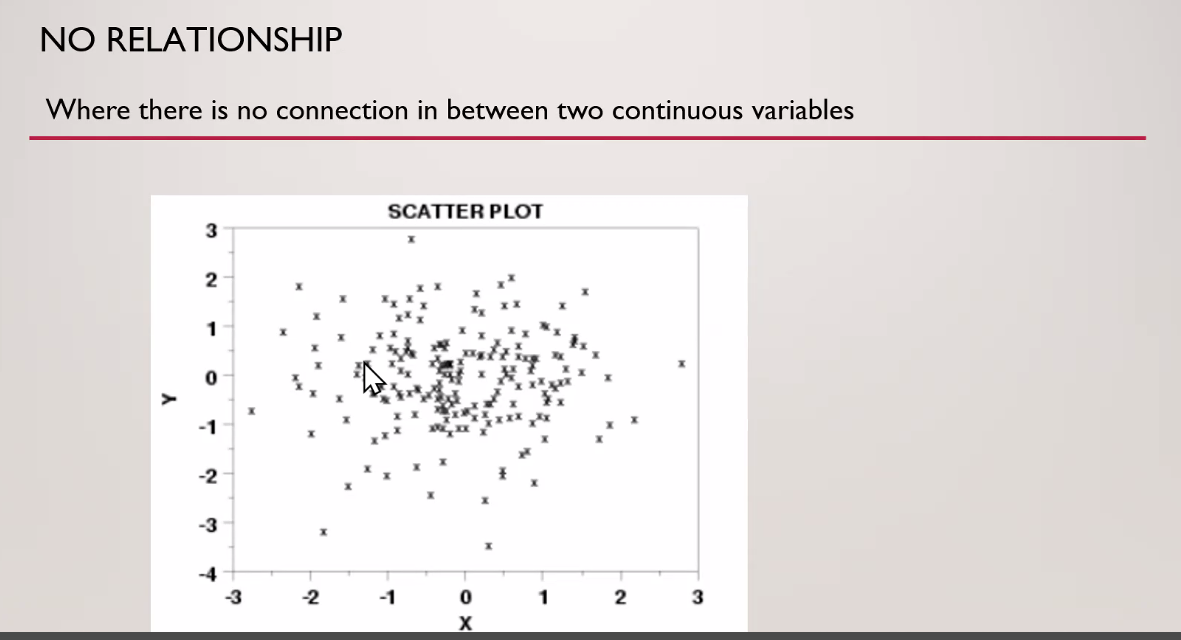 NO RELATIONSHIP
Where there is no connection in between two continuous variables
SCATTER PLOT
3
2
1
0
-1
-2
-3
-4
Y
-3 -2 -1 0 1 2 3
X